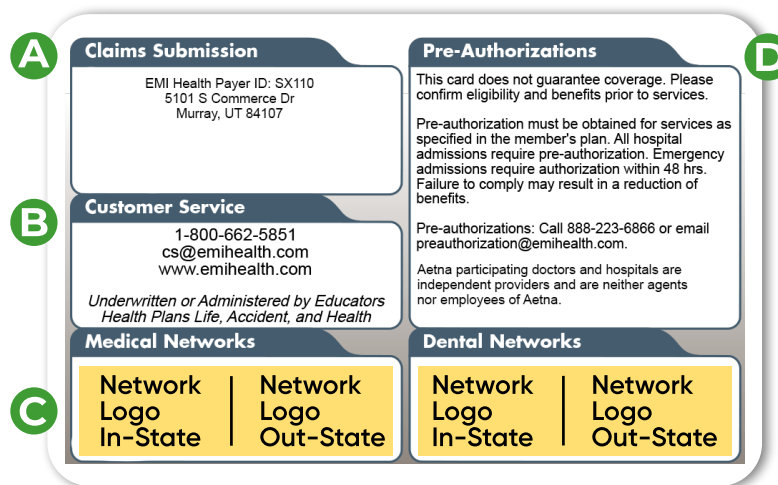 A
Claims Submission
EMI Health Payer ID: SX110
5101 S Commerce Dr
Murray, UT 84107
B
Customer Service
1-800-662-5851
cs@emihealth.com
www.emihealth.com
Underwritten or Administered by Educators
Health Plans Life, Accident, and Health
C
Medical Networks
Network
Logo
In-State
Network
Logo
Out-State
D
Pre-Authorizations
This card does not guarantee coverage. Please
confirm eligibility and benefits prior to services.
Pre-authorization must be obtained for services as
specified in the member's plan. All hospital
admissions require pre-authorization. Emergency
admissions require authorization within 48 hrs.
Failure to comply may result in a reduction of
benefits.
Pre-authorizations: Call 888-223-6866 or email
preauthorization@emihealth.com.
Aetna participating doctors and hospitals are
independent providers and are neither agents
nor employees of Aetna.
Dental Networks
Network
Logo
In-State
Network
Logo
Out-State